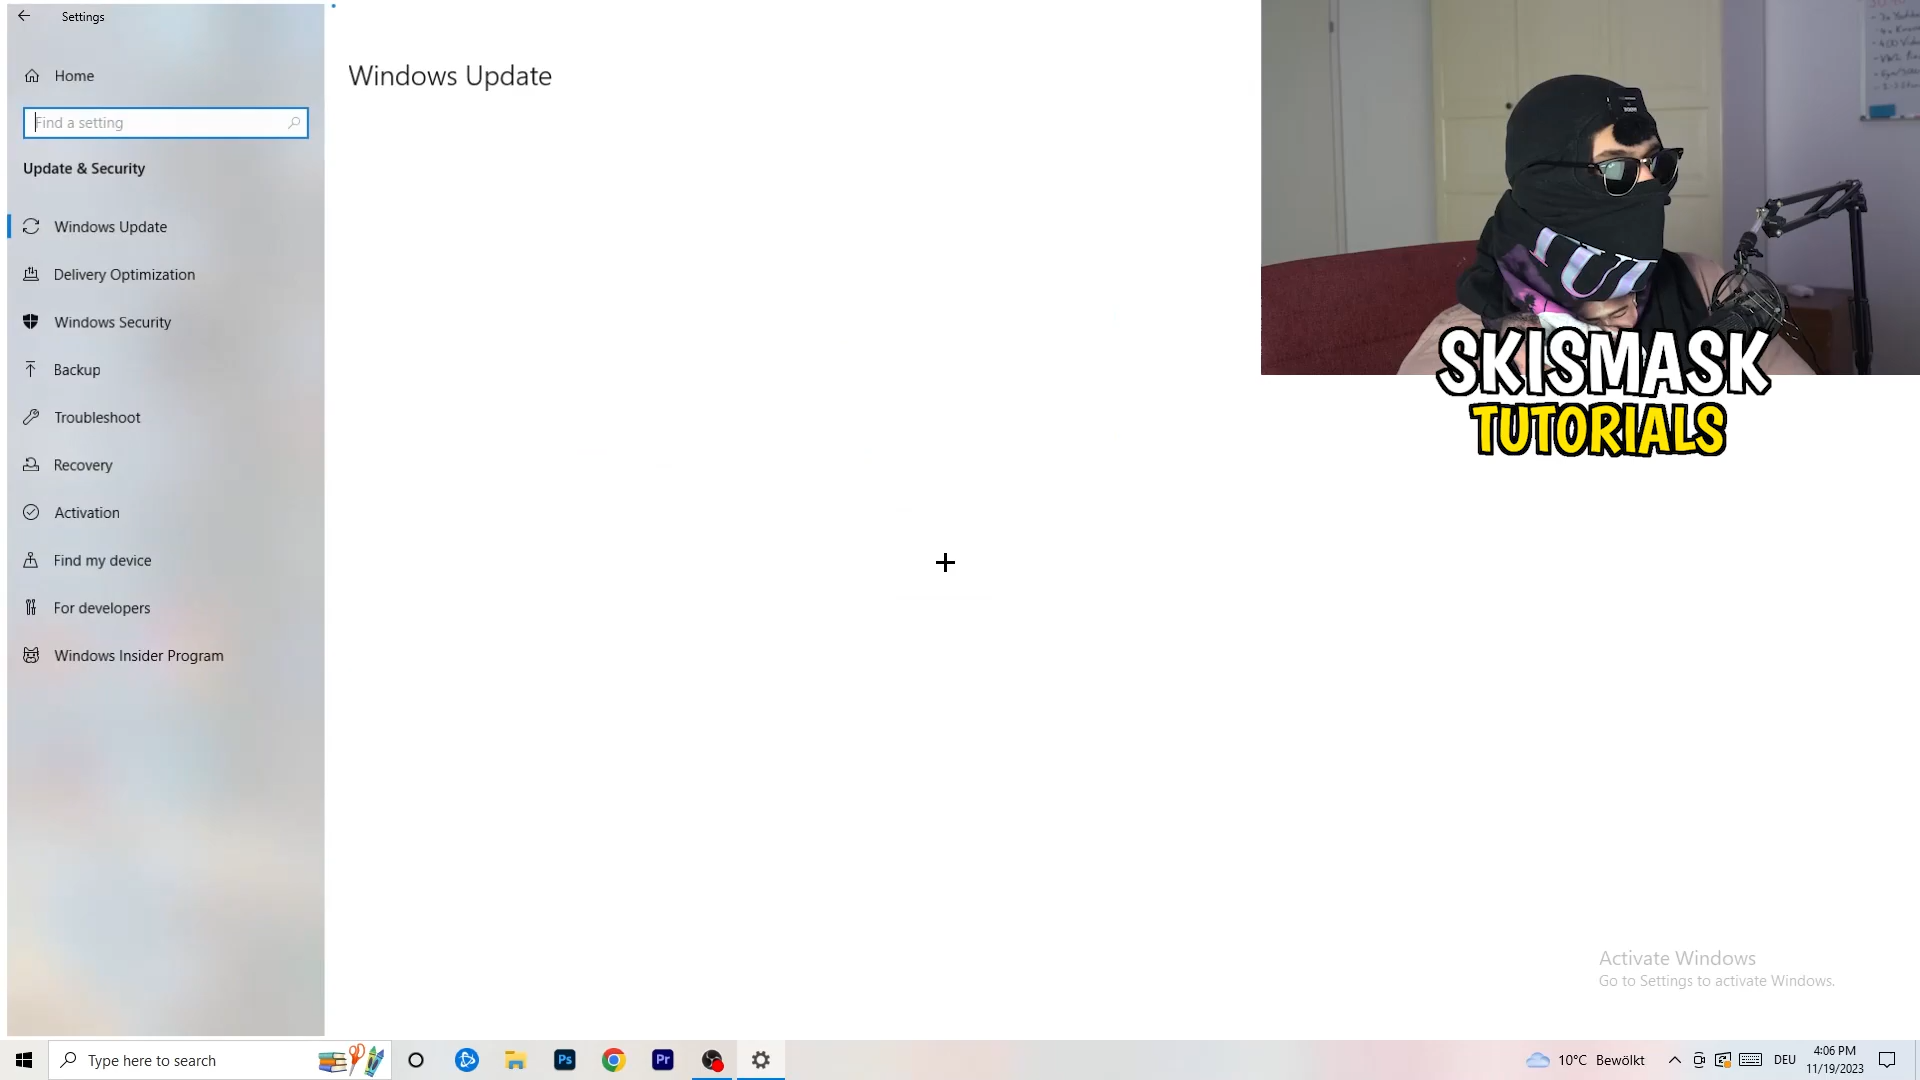 Settings
Home
Find a setting
Update & Security
Windows Update
Delivery Optimization
Windows Security
Backup
Troubleshoot
Recovery
Activation
Find my device
For developers
Windows Insider Program
Windows Update
SKISMASK
TUTORIALS
Activate Windows
Go to Settings to activate Windows.
Type here to search
Ps
Pr
10°C Bewölkt
DEU
4:06 PM
11/19/2023